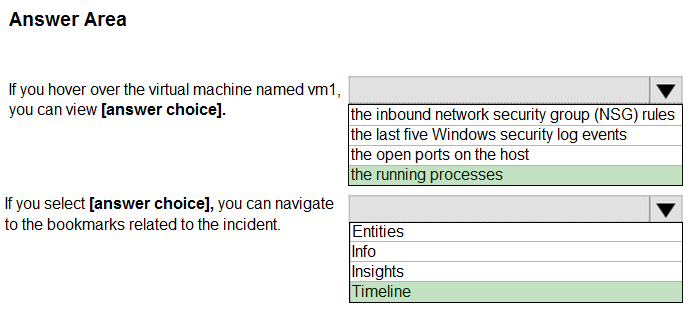 Answer Area
If you hover over the virtual machine named vm1,
you can view [answer choice].
the inbound network security group (NSG) rules
the last five Windows security log events
the open ports on the host
the running processes
If you select [answer choice], you can navigate
to the bookmarks related to the incident.
Entities
Info
Insights
Timeline